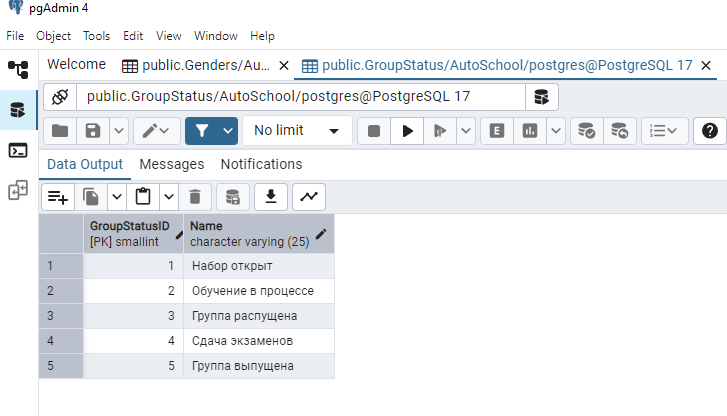 pgAdmin 4
File Object Tools Edit View Window Help
Welcome public.Genders/Au... public.GroupStatus/AutoSchool/postgres@PostgreSQL 17
public.GroupStatus/AutoSchool/postgres@PostgreSQL 17
No limit
Data Output Messages Notifications
GroupStatusID Name
[PK] smallint character varying (25)
1 1 Набор открыт
2 2 Обучение в процессе
3 3 Группа распущена
4 4 Сдача экзаменов
5 5 Группа выпущена